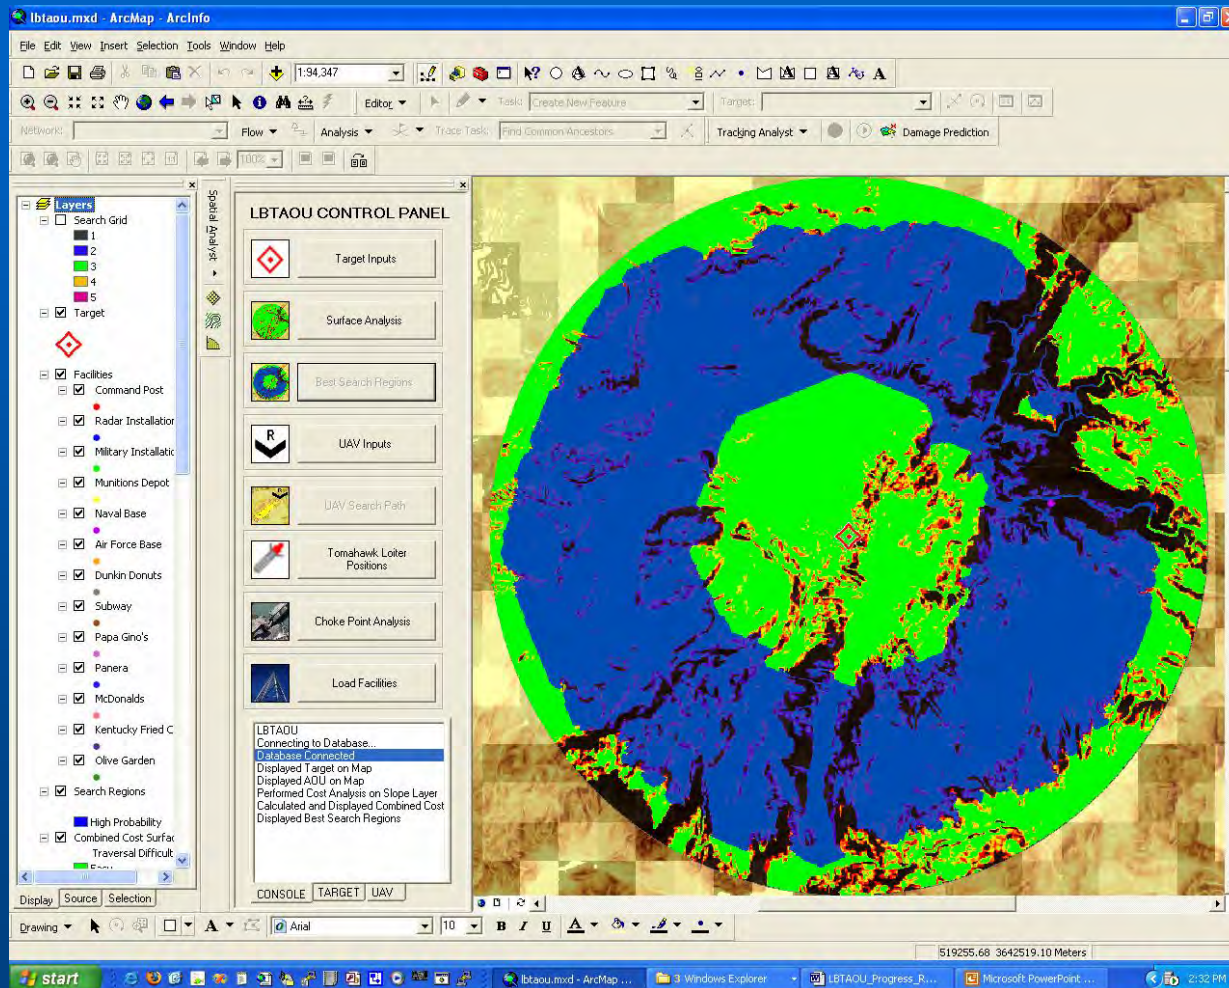 lbtaou.mxd - ArcMap - ArcInfo
File Edit View Insert Selection Tools Window Help
1:94,347
Editor Task: Create New Feature Target:
Network: Flow Analysis Trace Task: Find Common Ancestors Tracking Analyst Damage Prediction
100%
Layers
Search Grid
1
2
3
4
5
Target
Facilities
Command Post
Radar Installation
Military Installatic
Munitions Depot
Naval Base
Air Force Base
Dunkin Donuts
Subway
Papa Gino's
Panera
McDonalds
Kentucky Fried C
Olive Garden
Search Regions
High Probability
Combined Cost Surfac
Traversal Difficult
Easy
Display Source Selection
Spatial Analyst
LBTAOU CONTROL PANEL
Target Inputs
Surface Analysis
Best Search Regions
R
UAV Inputs
UAV Search Path
Tomahawk Loiter
Positions
Choke Point Analysis
Load Facilities
LBTAOU
Connecting to Database...
Database Connected
Displayed Target on Map
Displayed AOU on Map
Performed Cost Analysis on Slope Layer
Calculated and Displayed Combined Cost
Displayed Best Search Regions
CONSOLE TARGET UAV
Drawing A Arial 10 B I U A
519255.68 3642519.10 Meters
start lbtaou.mxd - ArcMap ... 3 Windows Explorer LBTAOU_Progress_R... Microsoft PowerPoint ... 2:32 PM